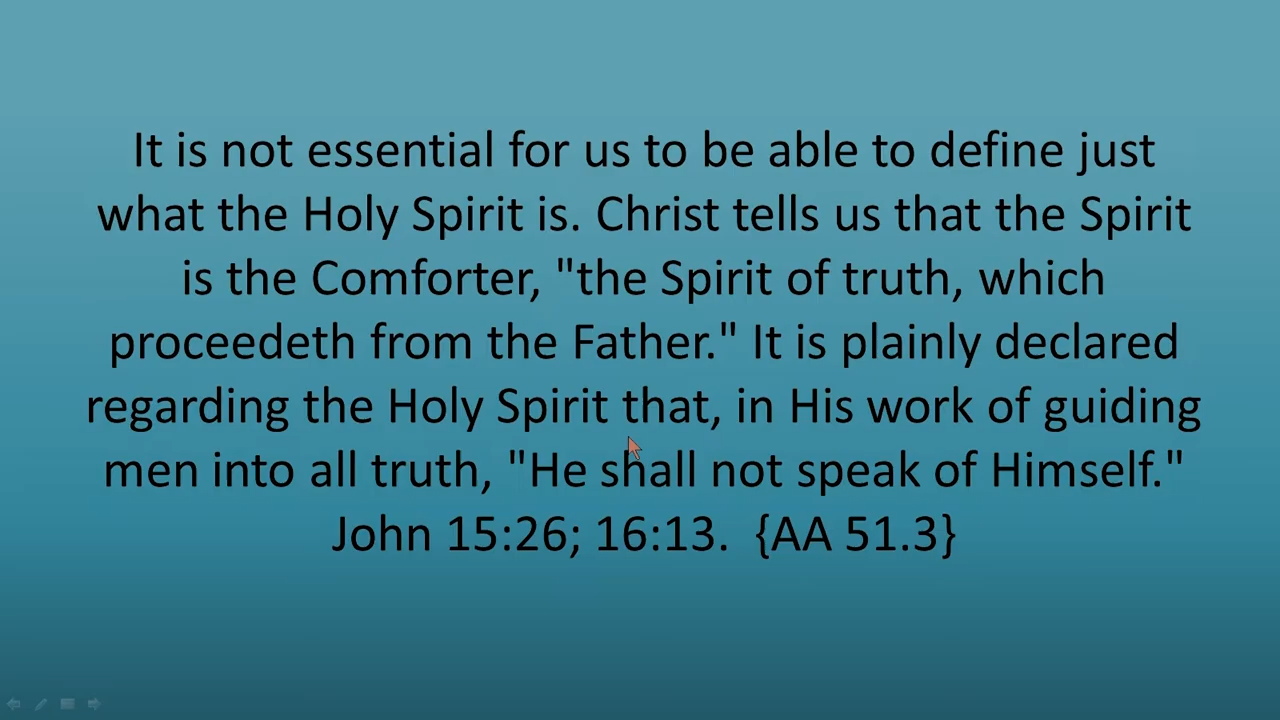 It is not essential for us to be able to define just
what the Holy Spirit is. Christ tells us that the Spirit
is the Comforter, "the Spirit of truth, which
proceedeth from the Father." It is plainly declared
regarding the Holy Spirit that, in His work of guiding
men into all truth, "He shall not speak of Himself."
John 15:26; 16:13.  {AA 51.3}